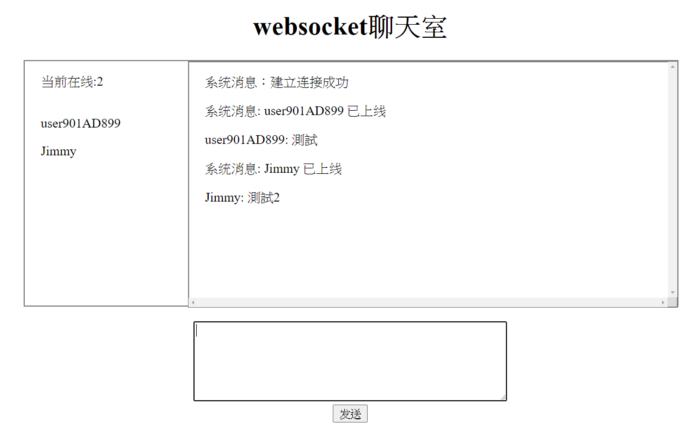 websocket聊天室
当前在线:2
user901AD899
Jimmy
系统消息：建立连接成功
系统消息: user901AD899 已上线
user901AD899: 測試
系统消息: Jimmy 已上线
Jimmy: 測試2
发送